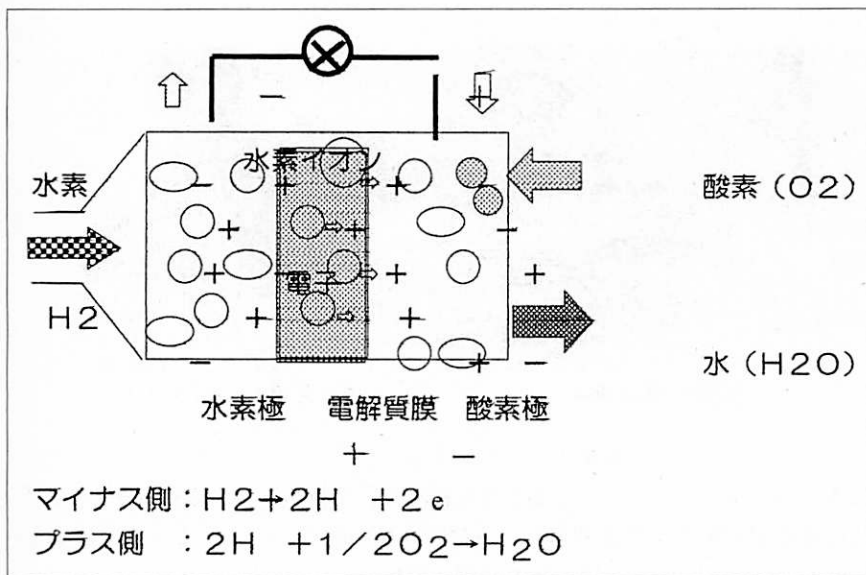 － ＋
水素イオン
水素 － ＋ ⇨ ＋ 酸素（O2）
＋ ⇨ ＋ －
＋ ⇨ ＋ ＋
電子
H2 ＋ ⇨ ＋
－ ＋ － 水（H2O）
水素極 電解質膜 酸素極
＋ －
マイナス側：H2→2H ＋2e
プラス側 ：2H ＋1／2O2→H2O